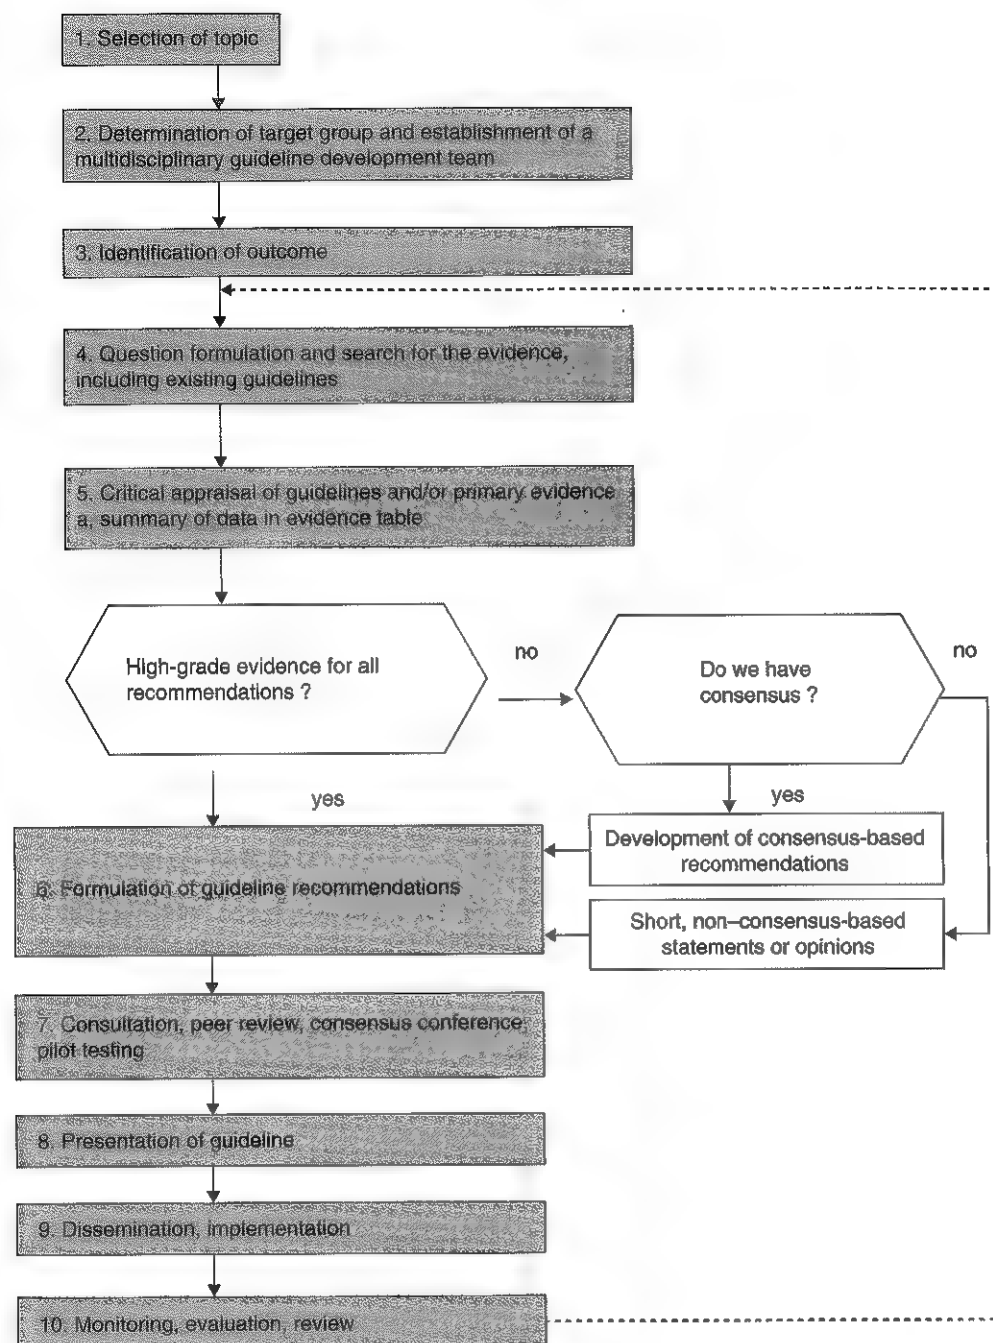 1. Selection of topic
2. Determination of target group and establishment of a
multidisciplinary guideline development team
3. Identification of outcome
4. Question formulation and search for the evidence,
including existing guidelines
5. Critical appraisal of guidelines and/or primary evidence
a, summary of data in evidence table
High-grade evidence for all
recommendations ?
no
Do we have
consensus ?
no
yes
yes
Development of consensus-based
recommendations
6. Formulation of guideline recommendations
Short, non–consensus-based
statements or opinions
7. Consultation, peer review, consensus conference,
pilot testing
8. Presentation of guideline
9. Dissemination, implementation
10. Monitoring, evaluation, review